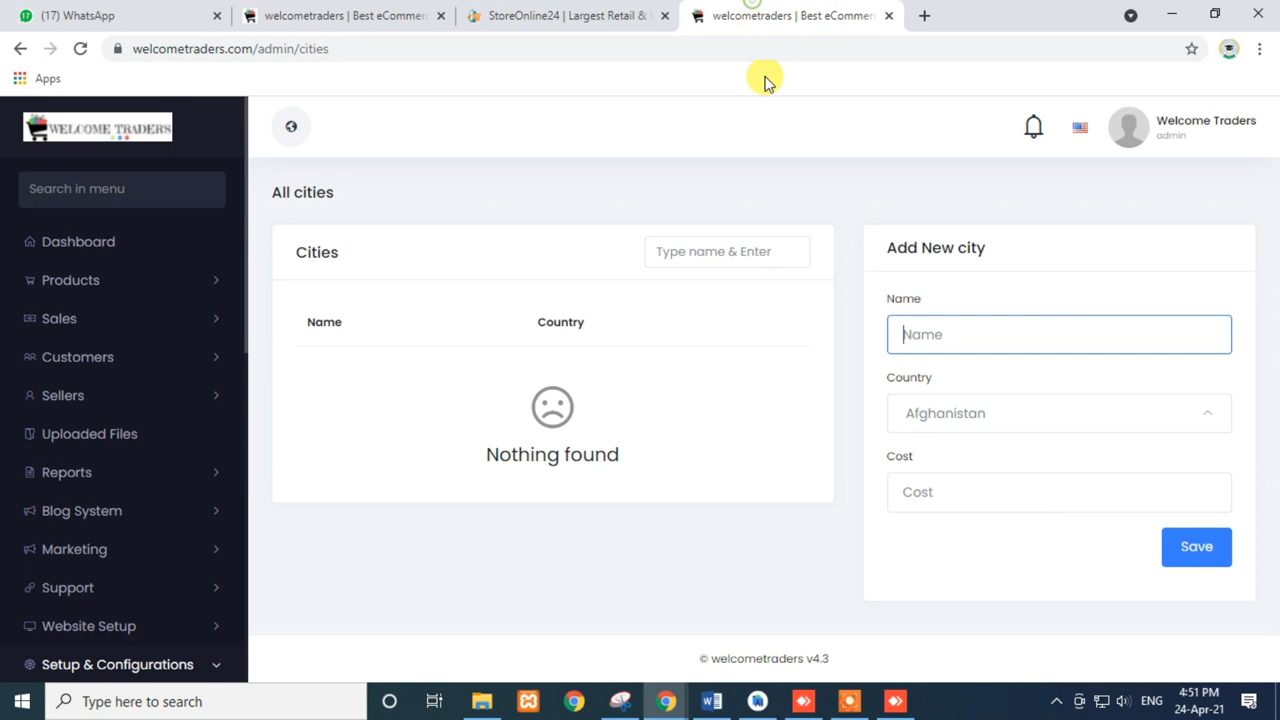 (17) WhatsApp
welcometraders | Best eCommerc
StoreOnline24 | Largest Retail &
welcometraders | Best eCommerc
welcometraders.com/admin/cities
Apps
WELCOME TRADERS
Welcome Traders
admin
Search in menu
All cities
Dashboard
Cities
Type name & Enter
Add New city
Products
Name
Sales
Name
Country
Name
Customers
Country
Sellers
Afghanistan
Uploaded Files
Nothing found
Cost
Reports
Cost
Blog System
Marketing
Save
Support
Website Setup
Setup & Configurations
© welcometraders v4.3
Type here to search
ENG
4:51 PM
24-Apr-21